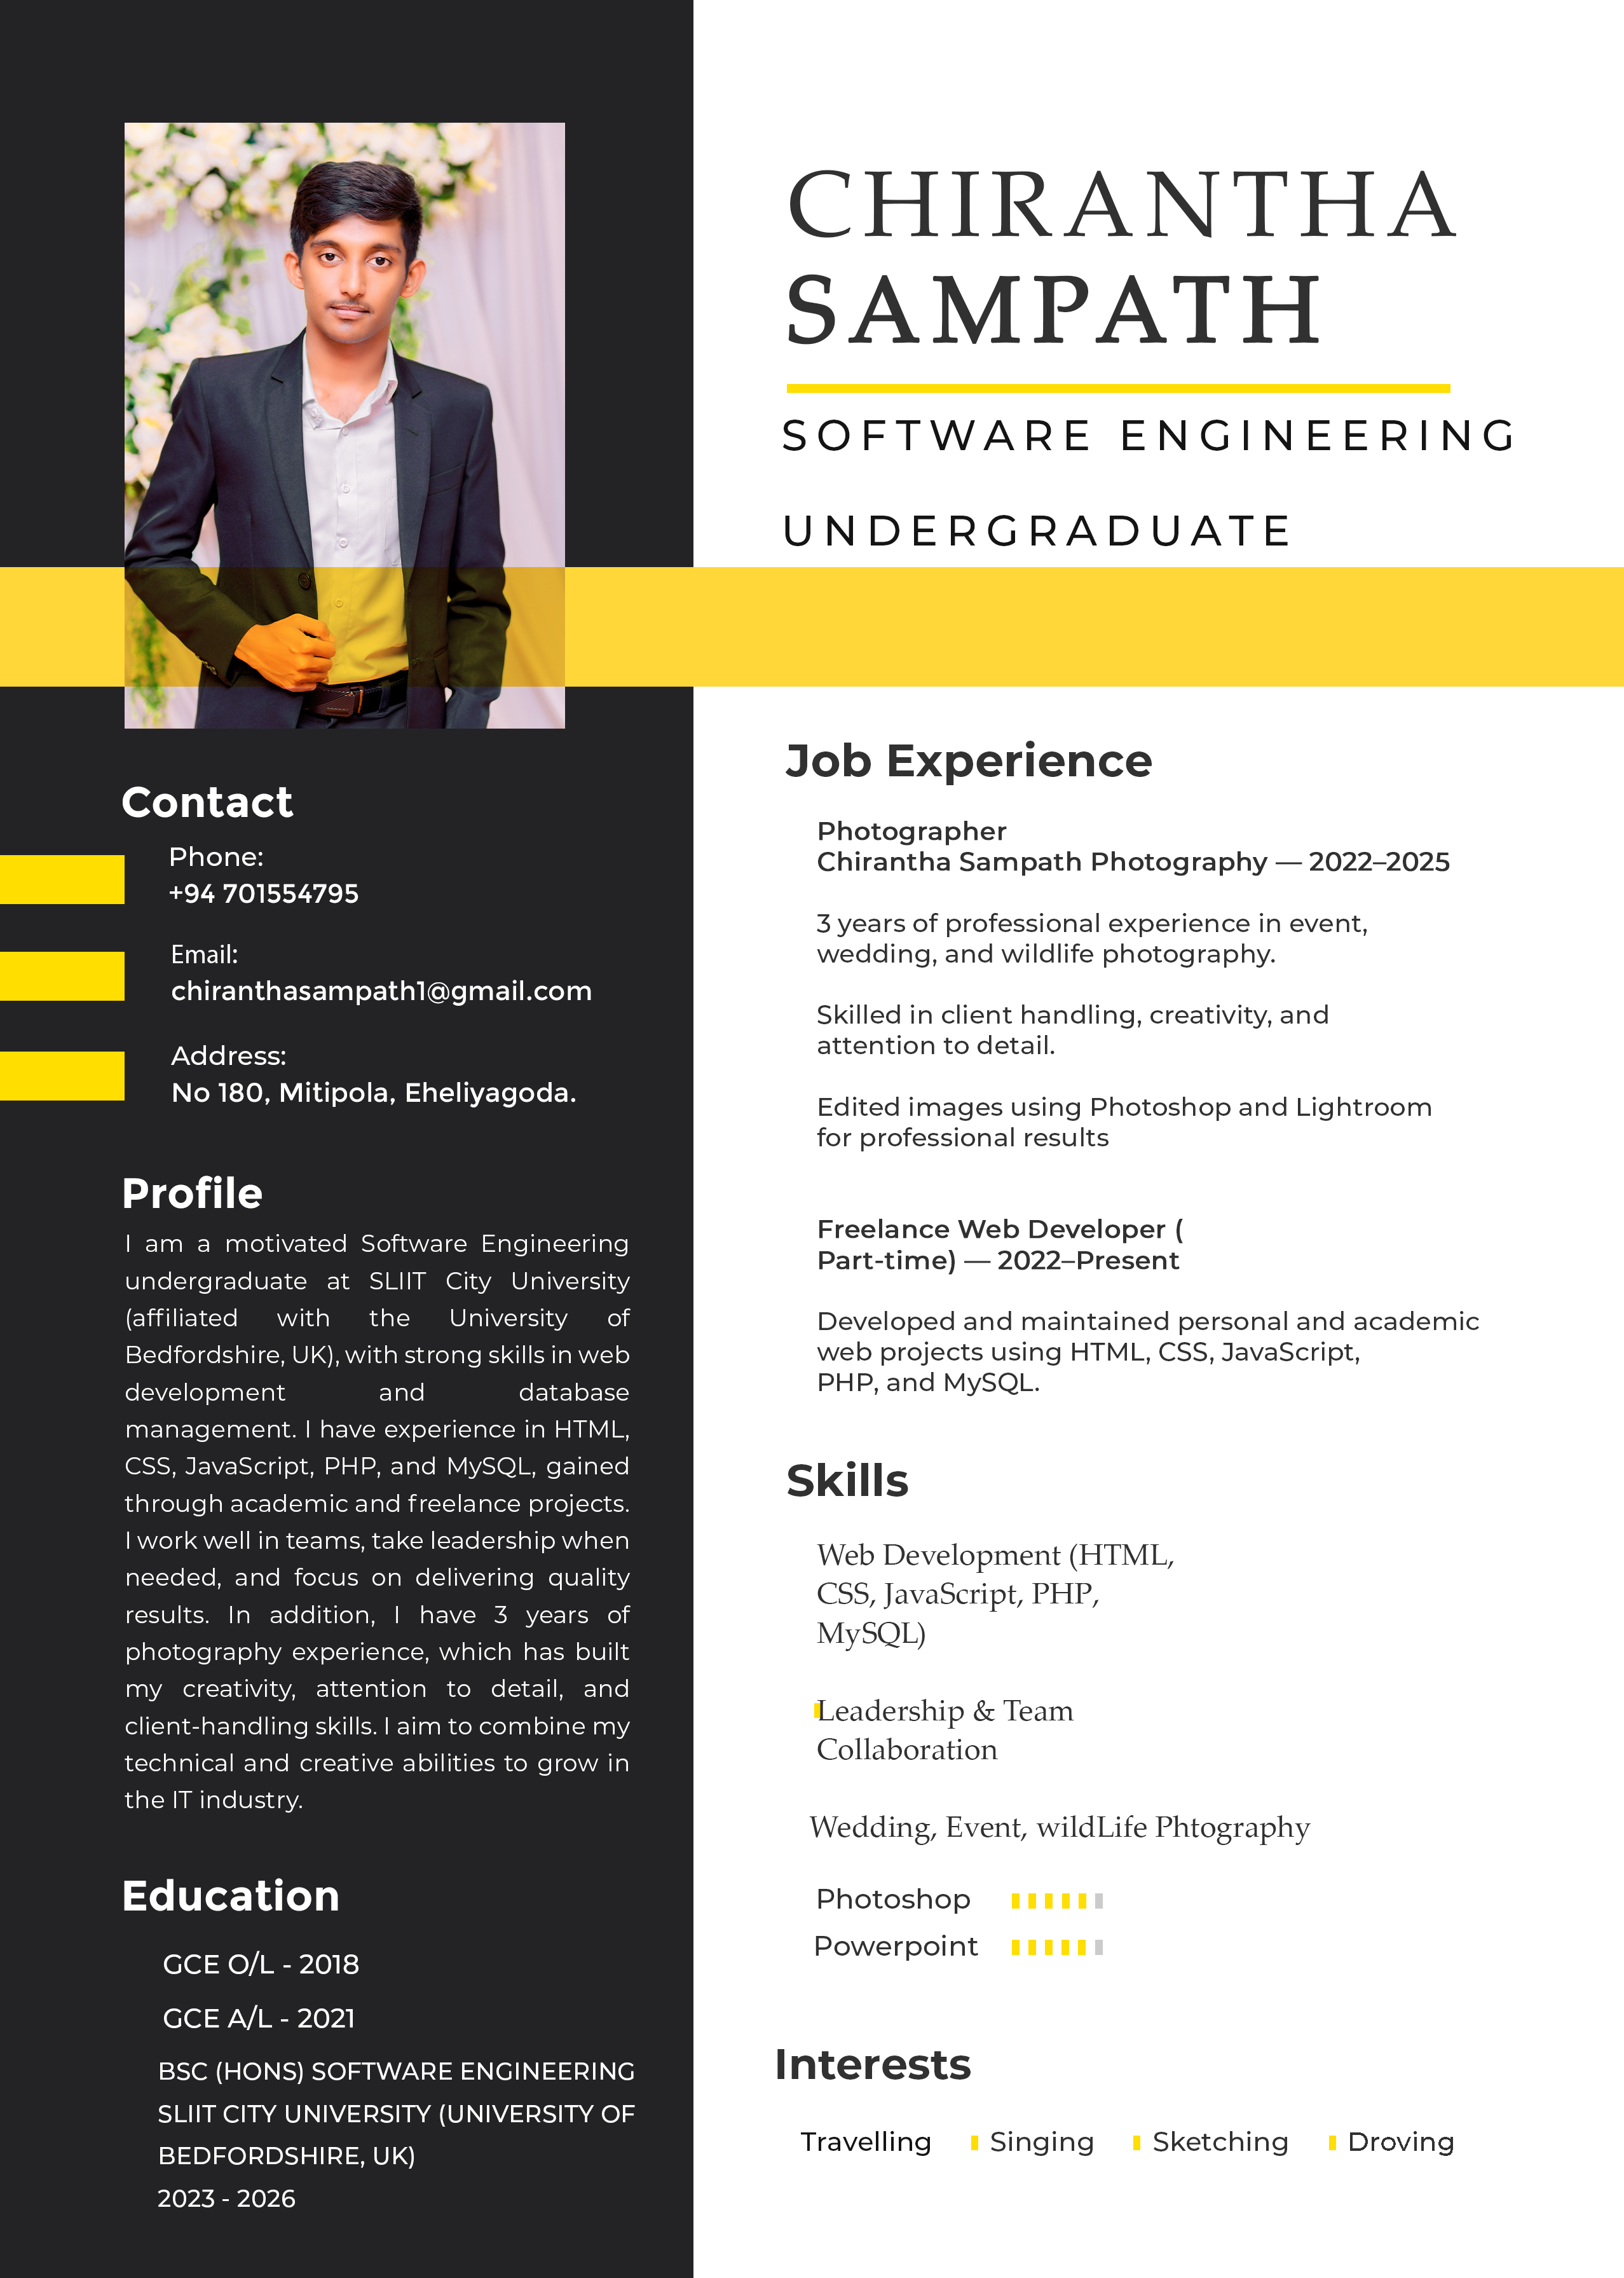 CHIRANTHA
SAMPATH
SOFTWARE ENGINEERING
UNDERGRADUATE
Contact
Phone:
+94 701554795
Email:
chiranthasampath1@gmail.com
Address:
No 180, Mitipola, Eheliyagoda.
Profile
I am a motivated Software Engineering
undergraduate at SLIIT City University
(affiliated with the University of
Bedfordshire, UK), with strong skills in web
development and database
management. I have experience in HTML,
CSS, JavaScript, PHP, and MySQL, gained
through academic and freelance projects.
I work well in teams, take leadership when
needed, and focus on delivering quality
results. In addition, I have 3 years of
photography experience, which has built
my creativity, attention to detail, and
client-handling skills. I aim to combine my
technical and creative abilities to grow in
the IT industry.
Education
GCE O/L - 2018
GCE A/L - 2021
BSC (HONS) SOFTWARE ENGINEERING
SLIIT CITY UNIVERSITY (UNIVERSITY OF
BEDFORDSHIRE, UK)
2023 - 2026
Job Experience
Photographer
Chirantha Sampath Photography — 2022–2025
3 years of professional experience in event,
wedding, and wildlife photography.
Skilled in client handling, creativity, and
attention to detail.
Edited images using Photoshop and Lightroom
for professional results
Freelance Web Developer (
Part-time) — 2022–Present
Developed and maintained personal and academic
web projects using HTML, CSS, JavaScript,
PHP, and MySQL.
Skills
Web Development (HTML,
CSS, JavaScript, PHP,
MySQL)
Leadership & Team
Collaboration
Wedding, Event, wildLife Phtography
Photoshop
Powerpoint
Interests
Travelling Singing Sketching Droving